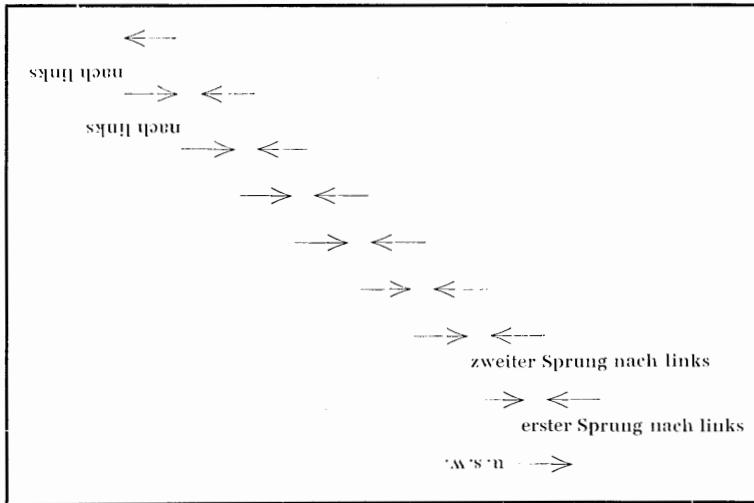 nach links
nach links
zweiter Sprung nach links
erster Sprung nach links
u.s.w.